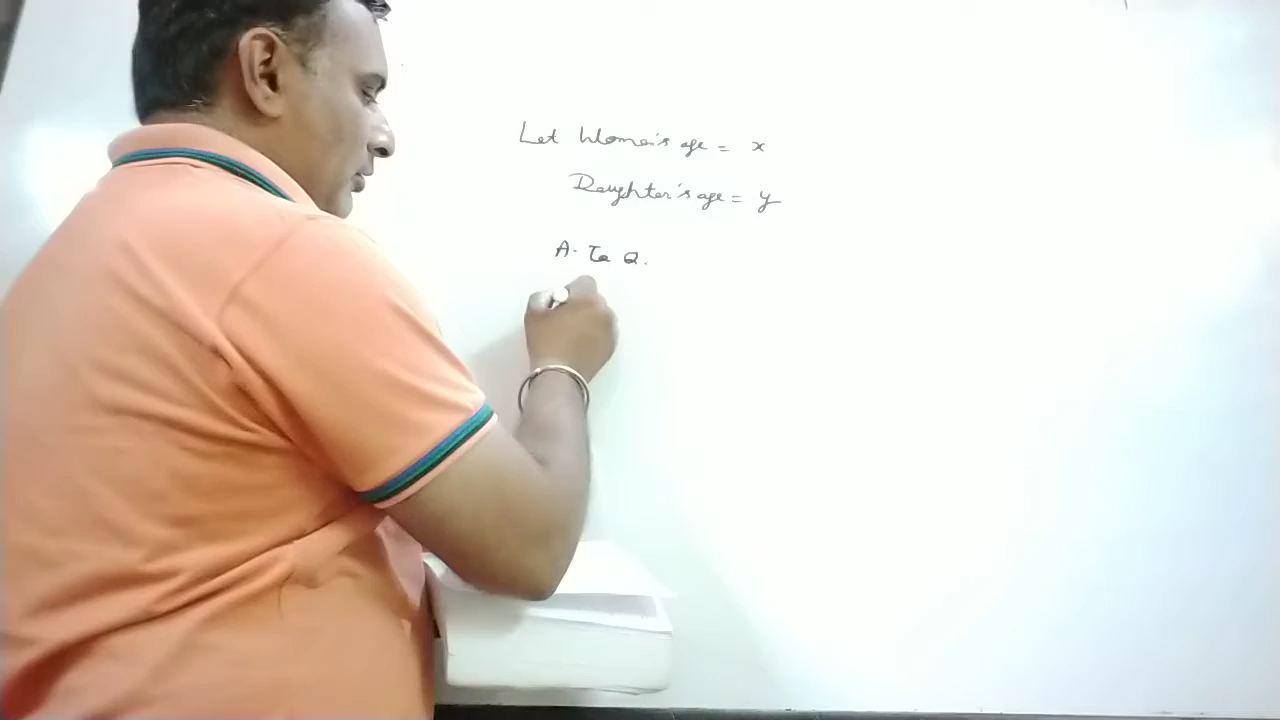 Let Woman's age = x
Daughter's age = y
A. To Q.